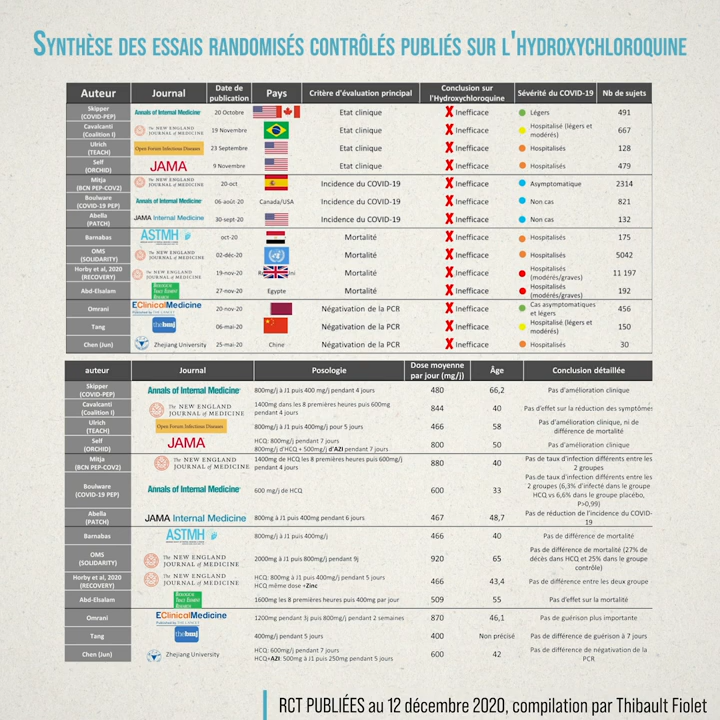 Synthèse des essais randomisés contrôlés publiés sur l'hydroxychloroquine
Auteur Journal Date de publication Pays Critère d'évaluation principal Conclusion sur l'Hydroxychloroquine Sévérité du COVID-19 Nb de sujets
Skipper (COVID-PEP) Annals of Internal Medicine 20 Octobre Etat clinique X Inefficace Légers 491
Cavalcanti (Coalition I) The NEW ENGLAND JOURNAL of MEDICINE 19 Novembre Etat clinique X Inefficace Hospitalisé (légers et modérés) 667
Ulrich (TEACH) Open Forum Infectious Diseases 23 Septembre Etat clinique X Inefficace Hospitalisés 128
Self (ORCHID) JAMA 9 Novembre Etat clinique X Inefficace Hospitalisés 479
Mitja (BCN PEP-COV2) The NEW ENGLAND JOURNAL of MEDICINE 20-oct Incidence du COVID-19 X Inefficace Asymptomatique 2314
Boulware (COVID-19 PEP) Annals of Internal Medicine 06-août-20 Canada/USA Incidence du COVID-19 X Inefficace Non cas 821
Abella (PATCH) JAMA Internal Medicine 30-sept-20 Incidence du COVID-19 X Inefficace Non cas 132
Barnabas ASTMH oct-20 Mortalité X Inefficace Hospitalisés 175
OMS (SOLIDARITY) The NEW ENGLAND JOURNAL of MEDICINE 02-déc-20 Mortalité X Inefficace Hospitalisés 5042
Horby et al, 2020 (RECOVERY) The NEW ENGLAND JOURNAL of MEDICINE 19-nov-20 Mortalité X Inefficace Hospitalisés (modérés/graves) 11 197
Abd-Elsalam 27-nov-20 Egypte Mortalité X Inefficace Hospitalisés (modérés/graves) 192
Omrani EClinicalMedicine Published by THE LANCET 20-nov-20 Négativation de la PCR X Inefficace Cas asymptomatiques et légers 456
Tang thebmj 06-mai-20 Négativation de la PCR X Inefficace Hospitalisé (légers et modérés) 150
Chen (Jun) Zhejiang University 25-mai-20 Chine Négativation de la PCR X Inefficace Hospitalisés 30
auteur Journal Posologie Dose moyenne par jour (mg/j) Âge Conclusion détaillée
Skipper (COVID-PEP) Annals of Internal Medicine 800mg/j à J1 puis 400 mg/j pendant 4 jours 480 66,2 Pas d'amélioration clinique
Cavalcanti (Coalition I) The NEW ENGLAND JOURNAL of MEDICINE 1400mg dans les 8 premières heures puis 600mg pendant 4 jours 844 40 Pas d'effet sur la réduction des symptômes
Ulrich (TEACH) Open Forum Infectious Diseases 800mg/j à J1 puis 400mg/j pour 5 jours 466 58 Pas d'amélioration clinique, ni de différence de mortalité
Self (ORCHID) JAMA HCQ: 800mg/j pendant 7 jours 800mg/j d'HCQ + 500mg/j d'AZI pendant 7 jours 800 50 Pas d'amélioration clinique
Mitja (BCN PEP-COV2) The NEW ENGLAND JOURNAL of MEDICINE 1400mg de HCQ les 8 premières heures puis 600mg/j pendant 4 jours 880 40 Pas de taux d'infection différents entre les 2 groupes
Boulware (COVID-19 PEP) Annals of Internal Medicine 600 mg/j de HCQ 600 33 Pas de taux d'infection différents entre les 2 groupes (6,3% d'infecté dans le groupe HCQ vs 6,6% dans le groupe placébo, P>0,99)
Abella (PATCH) JAMA Internal Medicine 800mg à J1 puis 400mg pendant 6 jours 467 48,7 Pas de réduction de l'incidence du COVID-19
Barnabas ASTMH 800mg/j à J1 puis 400mg/j 466 40 Pas de différence de mortalité
OMS (SOLIDARITY) The NEW ENGLAND JOURNAL of MEDICINE 2000mg à J1 puis 800mg/j pendant 9j 920 65 Pas de différence de mortalité (27% de décès dans HCQ et 25% dans le groupe contrôle)
Horby et al, 2020 (RECOVERY) The NEW ENGLAND JOURNAL of MEDICINE HCQ: 800mg à J1 puis 400mg/j pendant 5 jours HCQ même dose +Zinc 466 43,4 Pas de différence entre les deux groupe
Abd-Elsalam 1600mg les 8 premières heures puis 400mg par jour 509 55 Pas d'effet sur la mortalité
Omrani EClinicalMedicine Published by THE LANCET 1200mg pendant 3j puis 800mg/j pendant 2 semaines 870 46,1 Pas de guérison plus importante
Tang thebmj 400mg/j pendant 5 jours 400 Non précisé Pas de différence de guérison à 7 jours
Chen (Jun) Zhejiang University HCQ: 600mg/j pendant 7 jours HCQ+AZI: 500mg à J1 puis 250mg pendant 5 jours 600 42 Pas de différence de négativation de la PCR
RCT PUBLIÉES au 12 décembre 2020, compilation par Thibault Fiolet